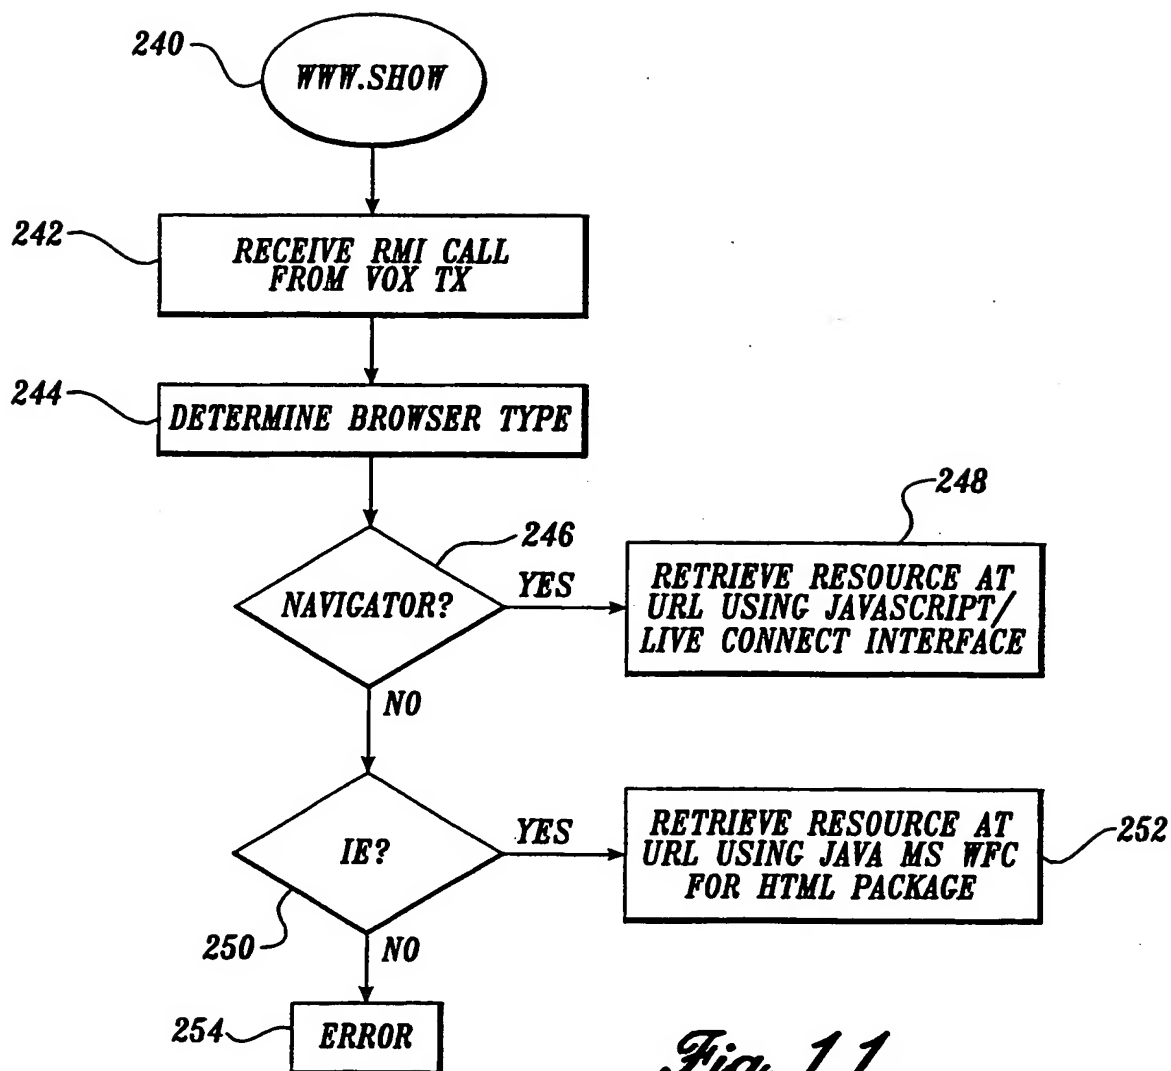 240
WWW.SHOW
242
RECEIVE RMI CALL
FROM VOX TX
244
DETERMINE BROWSER TYPE
246
NAVIGATOR?
YES
248
RETRIEVE RESOURCE AT
URL USING JAVASCRIPT/
LIVE CONNECT INTERFACE
NO
IE?
YES
RETRIEVE RESOURCE AT
URL USING JAVA MS WFC
FOR HTML PACKAGE
252
250
NO
254
ERROR
Fig. 11